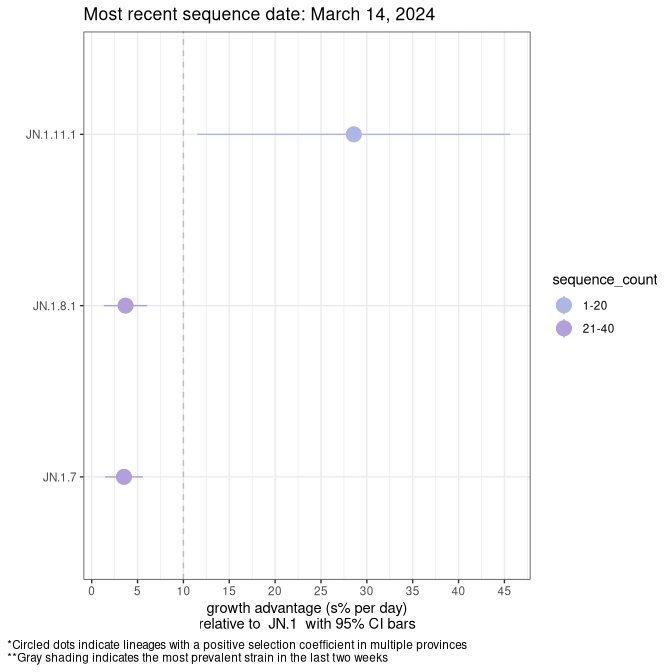 Most recent sequence date: March 14, 2024
JN.1.11.1
JN.1.8.1
JN.1.7
0 5 10 15 20 25 30 35 40 45
growth advantage (s% per day)
relative to JN.1 with 95% CI bars
sequence_count
1-20
21-40
*Circled dots indicate lineages with a positive selection coefficient in multiple provinces
**Gray shading indicates the most prevalent strain in the last two weeks